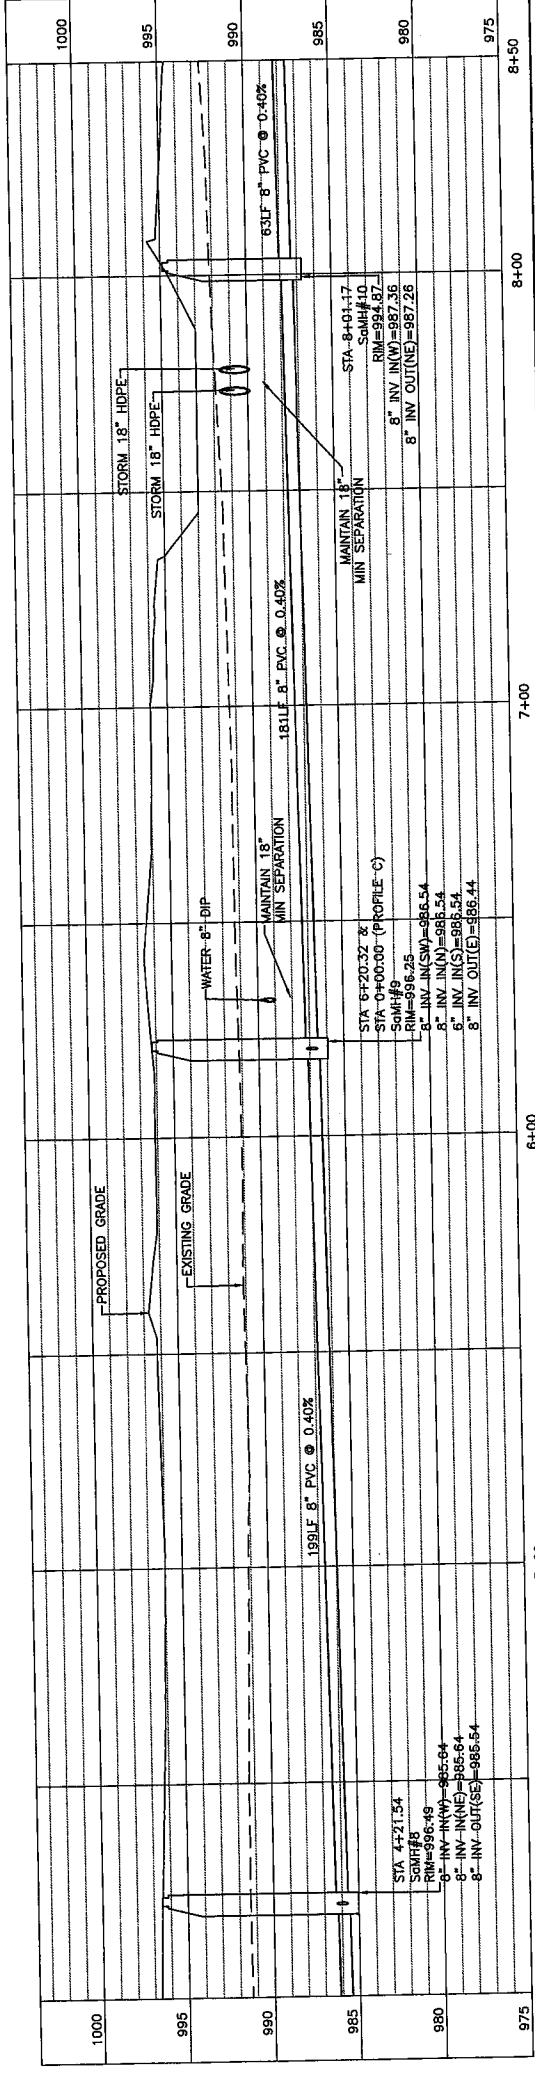 1000
995
990
985
980
975
PROPOSED GRADE
EXISTING GRADE
WATER 8" DIP
STORM 18" HDPE
STORM 18" HDPE
STA 4+21.54
SaMH#8
RIM=996.49
8" INV IN(W)=985.64
8" INV IN(NE)=985.64
8" INV OUT(SE)=985.54
199LF 8" PVC @ 0.40%
STA 6+20.32 &
STA 0+00.00 (PROFILE C)
SaMH#9
RIM=996.25
8" INV IN(SW)=986.54
8" INV IN(N)=986.54
6" INV IN(S)=986.54
8" INV OUT(E)=986.44
MAINTAIN 18"
MIN SEPARATION
181LF 8" PVC @ 0.40%
MAINTAIN 18"
MIN SEPARATION
STA 8+01.17
SaMH#10
RIM=994.87
8" INV IN(W)=987.36
8" INV OUT(NE)=987.26
63LF 8" PVC @ 0.40%
1000
995
990
985
980
975
6+00
7+00
8+00
8+50